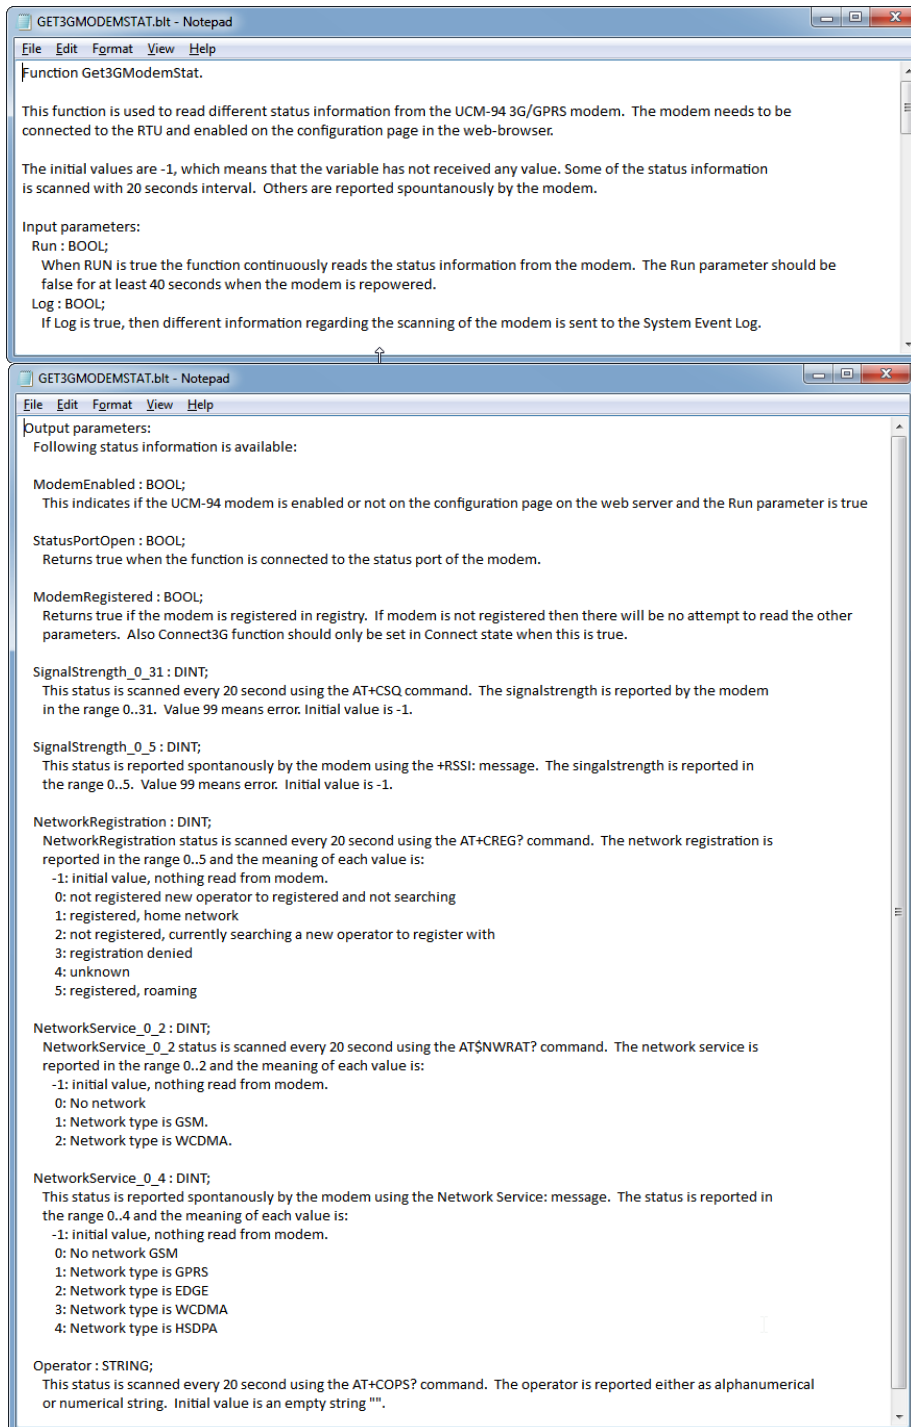 GET3GMODEMSTAT.blt - Notepad
File Edit Format View Help
Function Get3GModemStat.
This function is used to read different status information from the UCM-94 3G/GPRS modem. The modem needs to be
connected to the RTU and enabled on the configuration page in the web-browser.
The initial values are -1, which means that the variable has not received any value. Some of the status information
is scanned with 20 seconds interval. Others are reported spountanously by the modem.
Input parameters:
Run : BOOL;
When RUN is true the function continuously reads the status information from the modem. The Run parameter should be
false for at least 40 seconds when the modem is repowered.
Log : BOOL;
If Log is true, then different information regarding the scanning of the modem is sent to the System Event Log.
GET3GMODEMSTAT.blt - Notepad
File Edit Format View Help
Output parameters:
Following status information is available:
ModemEnabled : BOOL;
This indicates if the UCM-94 modem is enabled or not on the configuration page on the web server and the Run parameter is true
StatusPortOpen : BOOL;
Returns true when the function is connected to the status port of the modem.
ModemRegistered : BOOL;
Returns true if the modem is registered in registry. If modem is not registered then there will be no attempt to read the other
parameters. Also Connect3G function should only be set in Connect state when this is true.
SignalStrength_0_31 : DINT;
This status is scanned every 20 second using the AT+CSQ command. The signalstrength is reported by the modem
in the range 0..31. Value 99 means error. Initial value is -1.
SignalStrength_0_5 : DINT;
This status is reported spontanously by the modem using the +RSSI: message. The singalstrength is reported in
the range 0..5. Value 99 means error. Initial value is -1.
NetworkRegistration : DINT;
NetworkRegistration status is scanned every 20 second using the AT+CREG? command. The network registration is
reported in the range 0..5 and the meaning of each value is:
-1: initial value, nothing read from modem.
0: not registered new operator to registered and not searching
1: registered, home network
2: not registered, currently searching a new operator to register with
3: registration denied
4: unknown
5: registered, roaming
NetworkService_0_2 : DINT;
NetworkService_0_2 status is scanned every 20 second using the AT$NWRAT? command. The network service is
reported in the range 0..2 and the meaning of each value is:
-1: initial value, nothing read from modem.
0: No network
1: Network type is GSM.
2: Network type is WCDMA.
NetworkService_0_4 : DINT;
This status is reported spontanously by the modem using the Network Service: message. The status is reported in
the range 0..4 and the meaning of each value is:
-1: initial value, nothing read from modem.
0: No network GSM
1: Network type is GPRS
2: Network type is EDGE
3: Network type is WCDMA
4: Network type is HSDPA
Operator : STRING;
This status is scanned every 20 second using the AT+COPS? command. The operator is reported either as alphanumerical
or numerical string. Initial value is an empty string "".